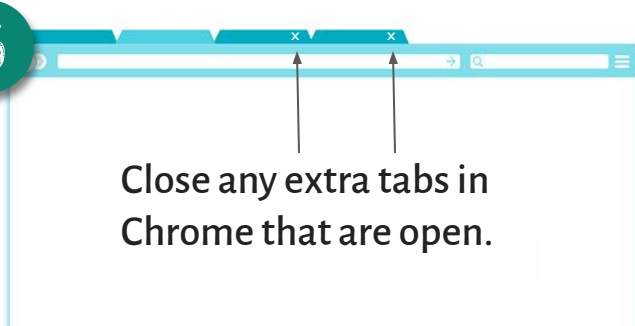 x x
Close any extra tabs in
Chrome that are open.